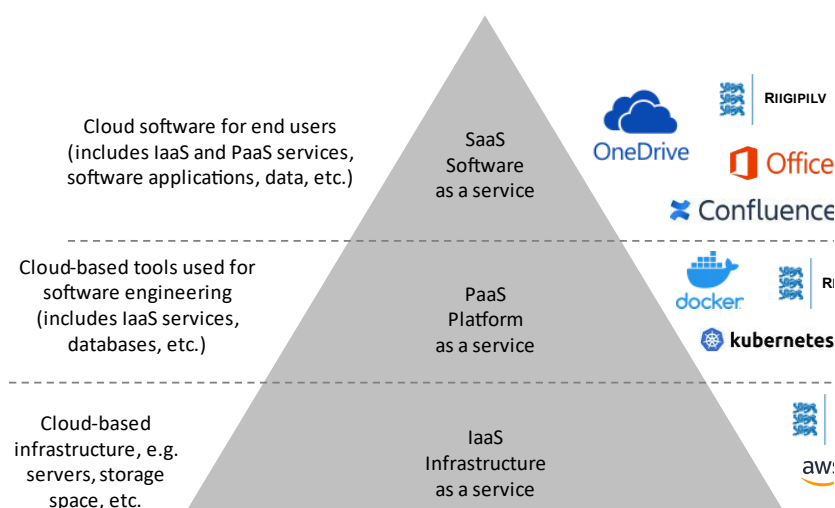 Cloud software for end users
(includes IaaS and PaaS services,
software applications, data, etc.)
SaaS
Software
as a service
OneDrive
RIIGIPILV
Office
Confluence
Cloud-based tools used for
software engineering
(includes IaaS services,
databases, etc.)
PaaS
Platform
as a service
docker
kubernetes
Cloud-based
infrastructure, e.g.
servers, storage
space, etc.
IaaS
Infrastructure
as a service
aws